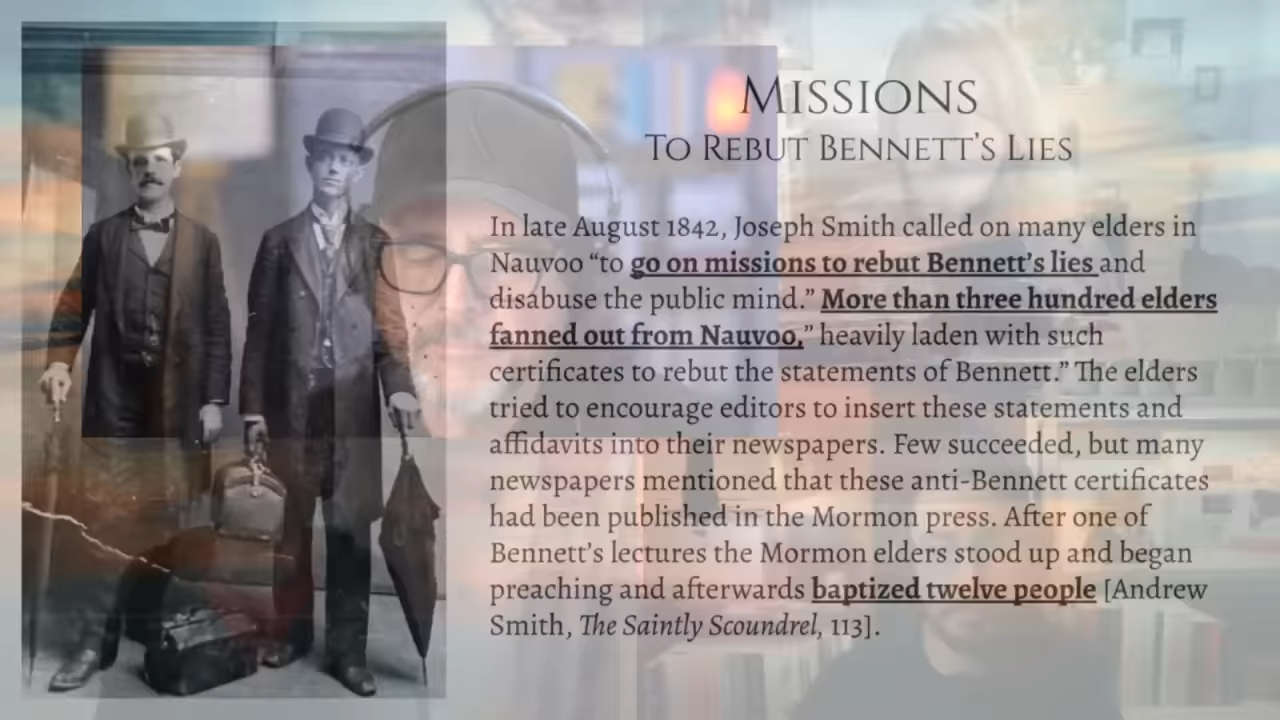 Missions
To Rebut Bennett's Lies
In late August 1842, Joseph Smith called on many elders in
Nauvoo “to go on missions to rebut Bennett’s lies and
disabuse the public mind.” More than three hundred elders
fanned out from Nauvoo,” heavily laden with such
certificates to rebut the statements of Bennett.” The elders
tried to encourage editors to insert these statements and
affidavits into their newspapers. Few succeeded, but many
newspapers mentioned that these anti-Bennett certificates
had been published in the Mormon press. After one of
Bennett’s lectures the Mormon elders stood up and began
preaching and afterwards baptized twelve people [Andrew
Smith, The Saintly Scoundrel, 113].